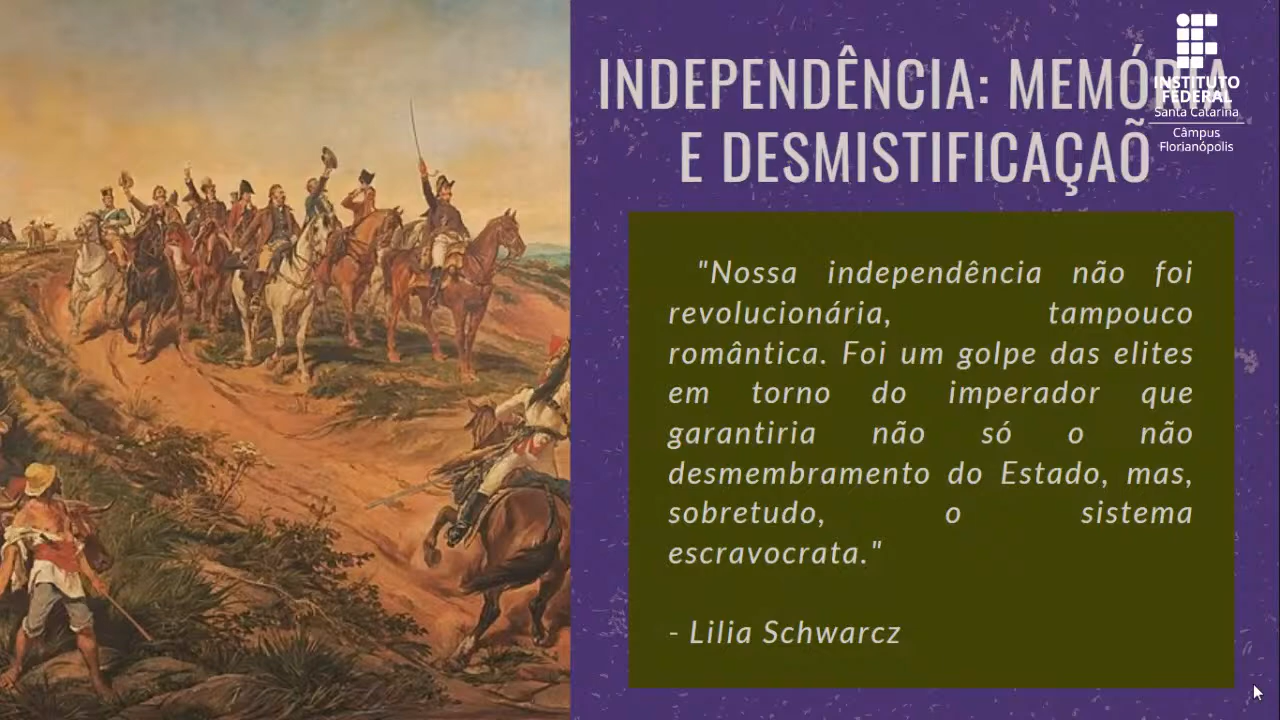 INDEPENDÊNCIA: MEMÓRIA
E DESMISTIFICAÇAÕ
INSTITUTO
FEDERAL
Santa Catarina
Câmpus
Florianópolis
"Nossa independência não foi
revolucionária, tampouco
romântica. Foi um golpe das elites
em torno do imperador que
garantiria não só o não
desmembramento do Estado, mas,
sobretudo, o sistema
escravocrata."
- Lilia Schwarcz